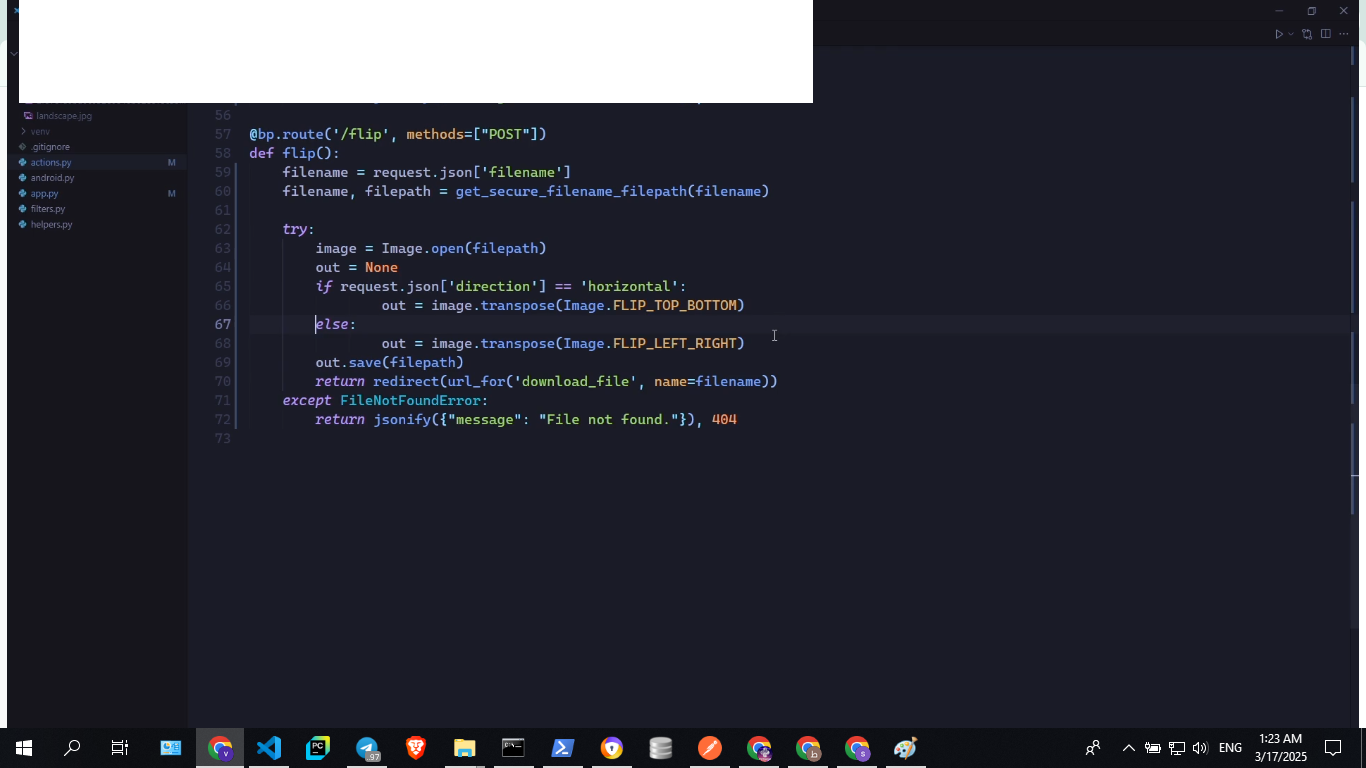 landscape.jpg
venv
.gitignore
actions.py M
android.py
app.py M
filters.py
helpers.py
56
57 @bp.route('/flip', methods=["POST"])
58 def flip():
59 filename = request.json['filename']
60 filename, filepath = get_secure_filename_filepath(filename)
61
62 try:
63 image = Image.open(filepath)
64 out = None
65 if request.json['direction'] == 'horizontal':
66 out = image.transpose(Image.FLIP_TOP_BOTTOM)
67 else:
68 out = image.transpose(Image.FLIP_LEFT_RIGHT)
69 out.save(filepath)
70 return redirect(url_for('download_file', name=filename))
71 except FileNotFoundError:
72 return jsonify({"message": "File not found."}), 404
73
PC
97
v
b
s
ENG
1:23 AM
3/17/2025